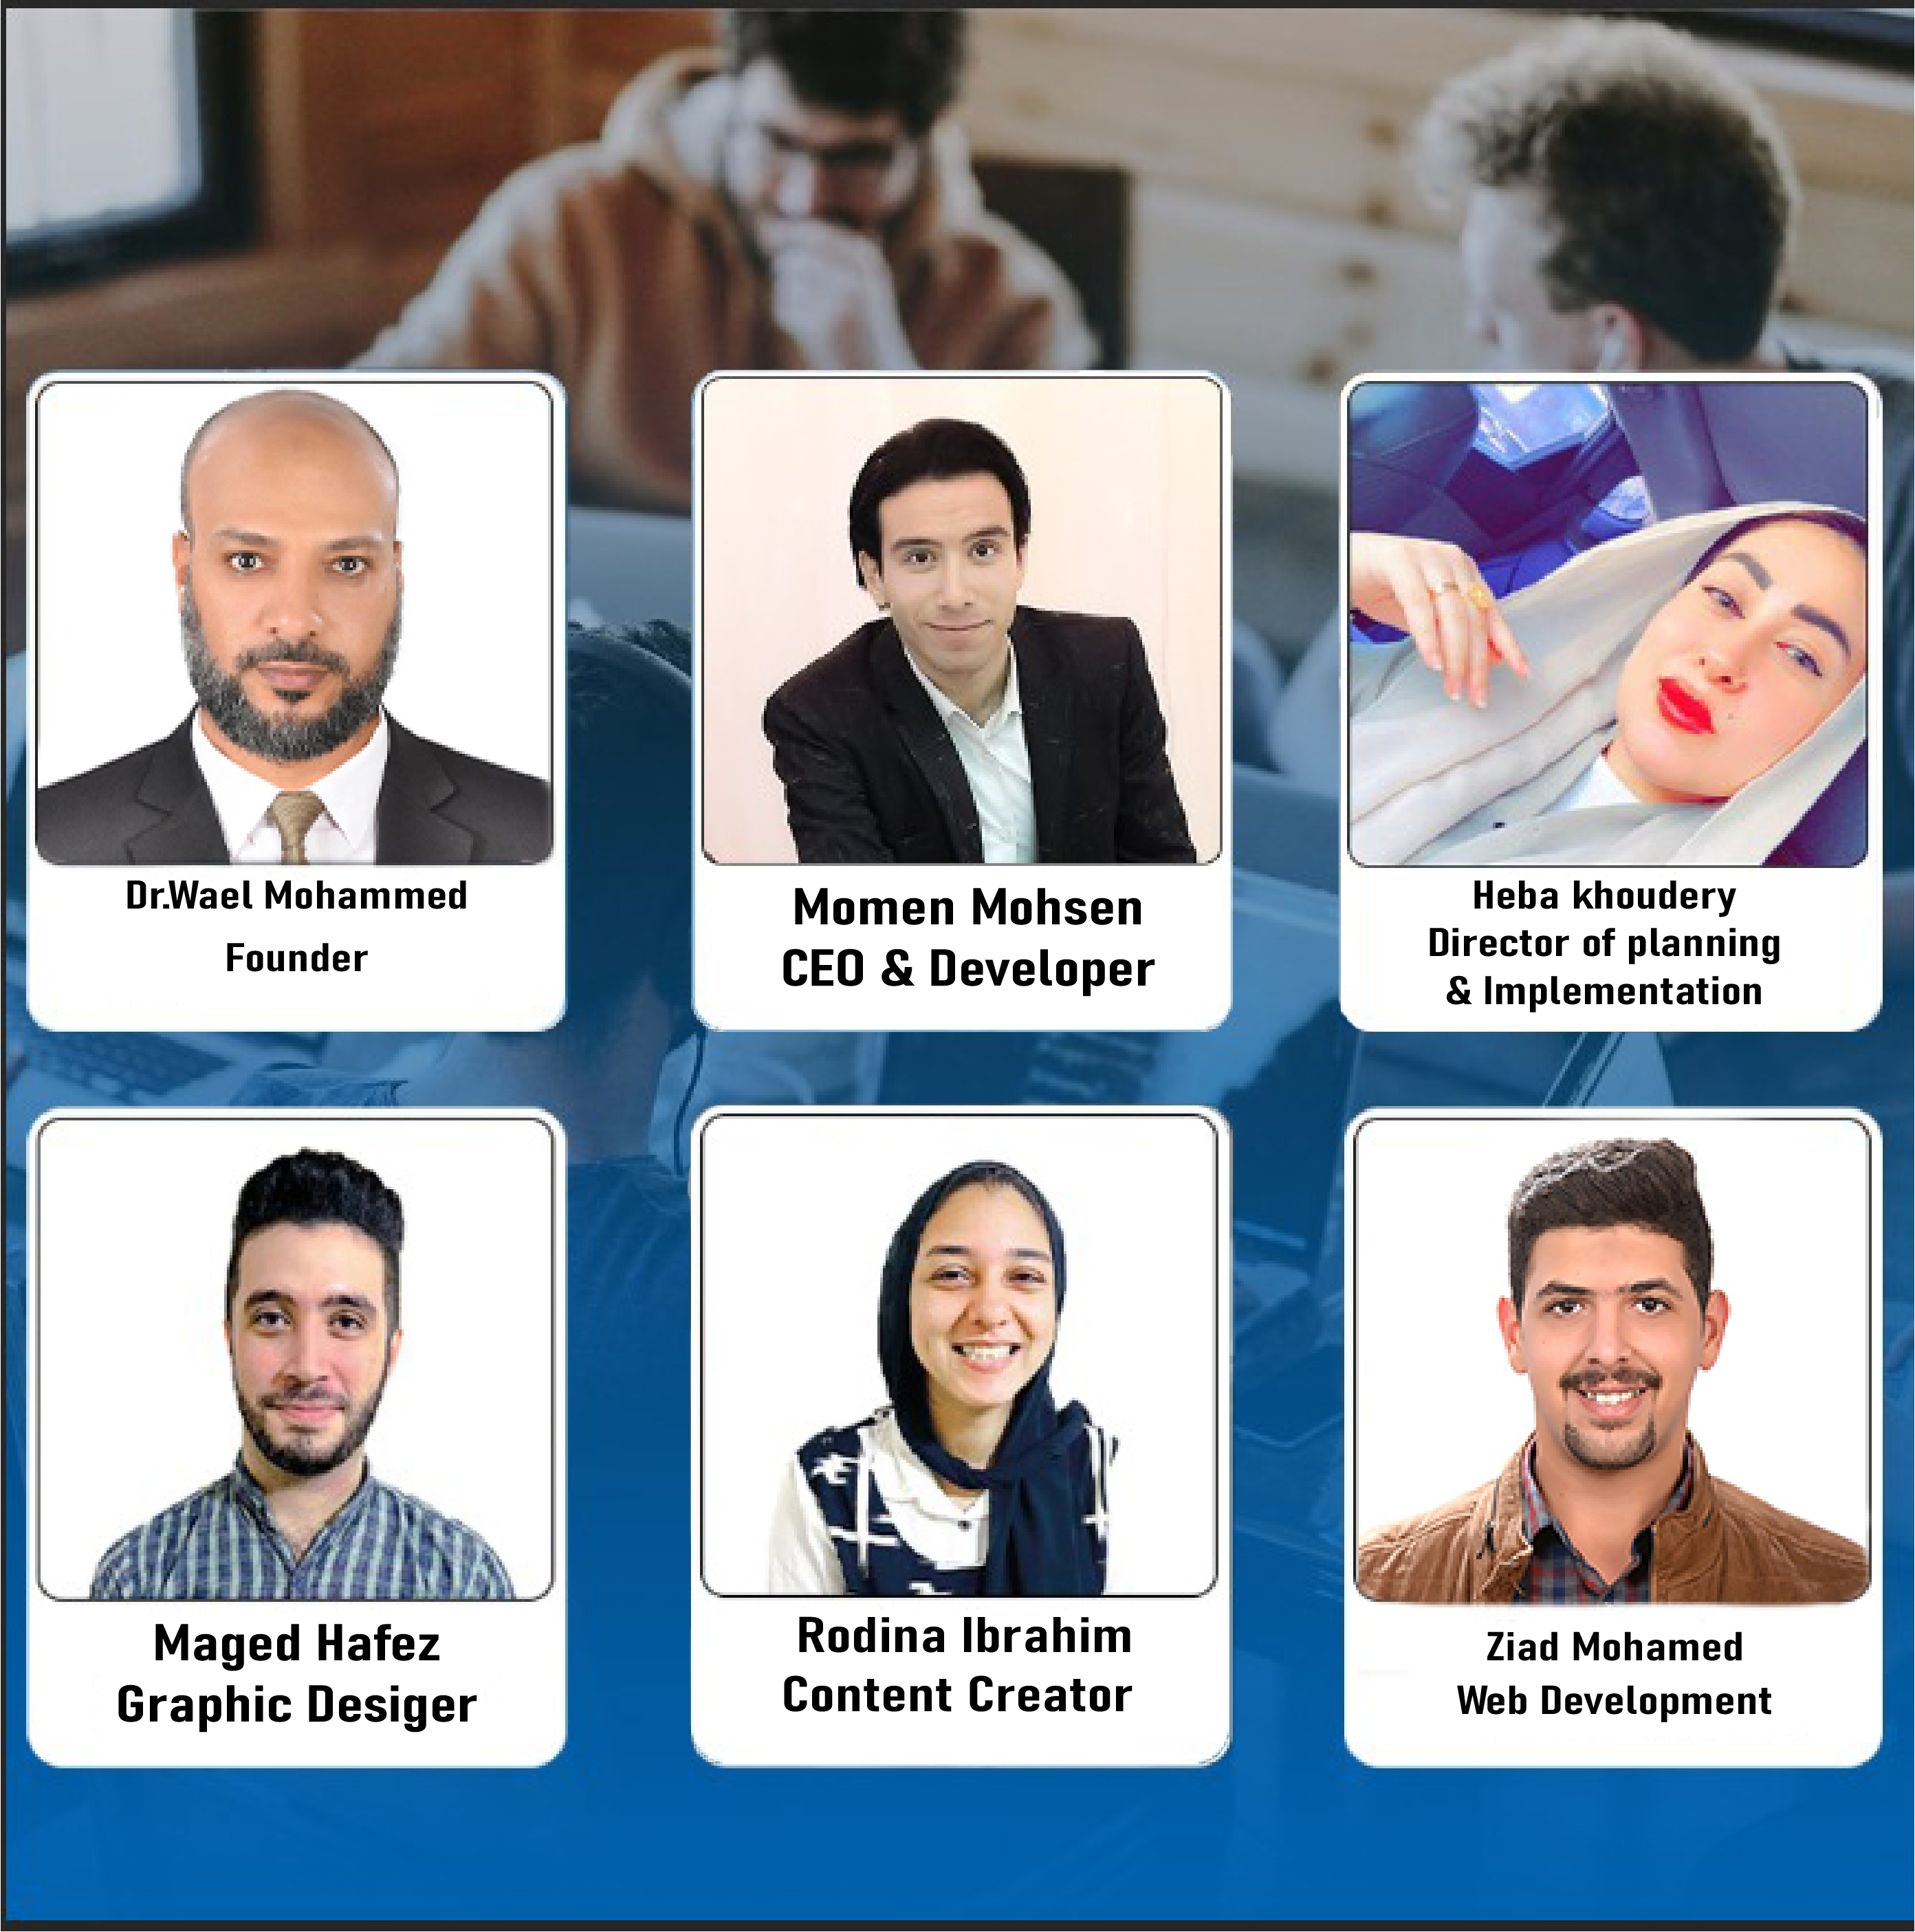 Dr.Wael Mohammed
Founder
Momen Mohsen
CEO & Developer
Heba khoudery
Director of planning
& Implementation
Maged Hafez
Graphic Desiger
Rodina Ibrahim
Content Creator
Ziad Mohamed
Web Development